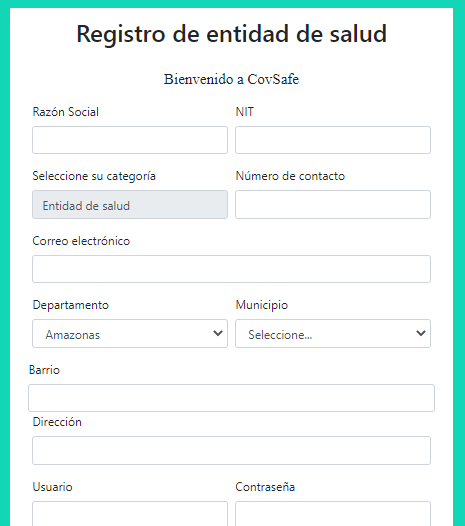 Registro de entidad de salud
Bienvenido a CovSafe
Razón Social NIT
Seleccione su categoría Número de contacto
Entidad de salud
Correo electrónico
Departamento Municipio
Amazonas Seleccione...
Barrio
Dirección
Usuario Contraseña